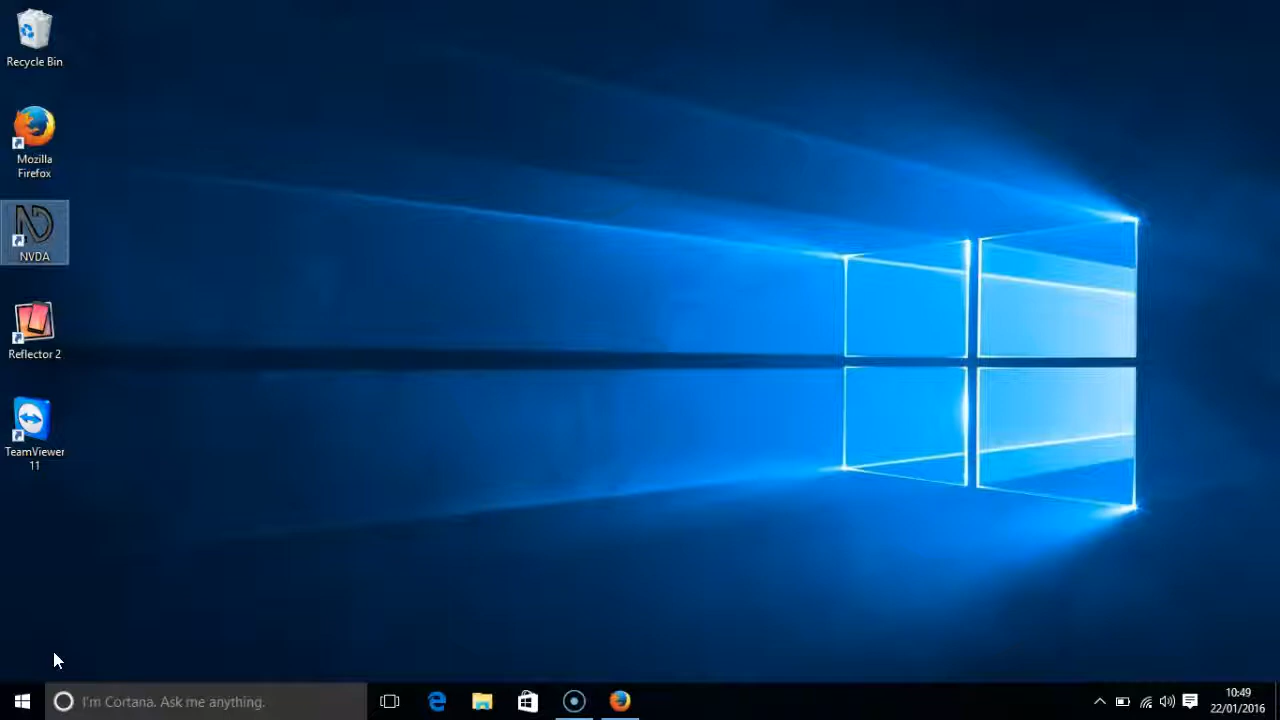 Recycle Bin
Mozilla
Firefox
NVDA
Reflector 2
TeamViewer
11
I'm Cortana. Ask me anything.
10:49
22/01/2016